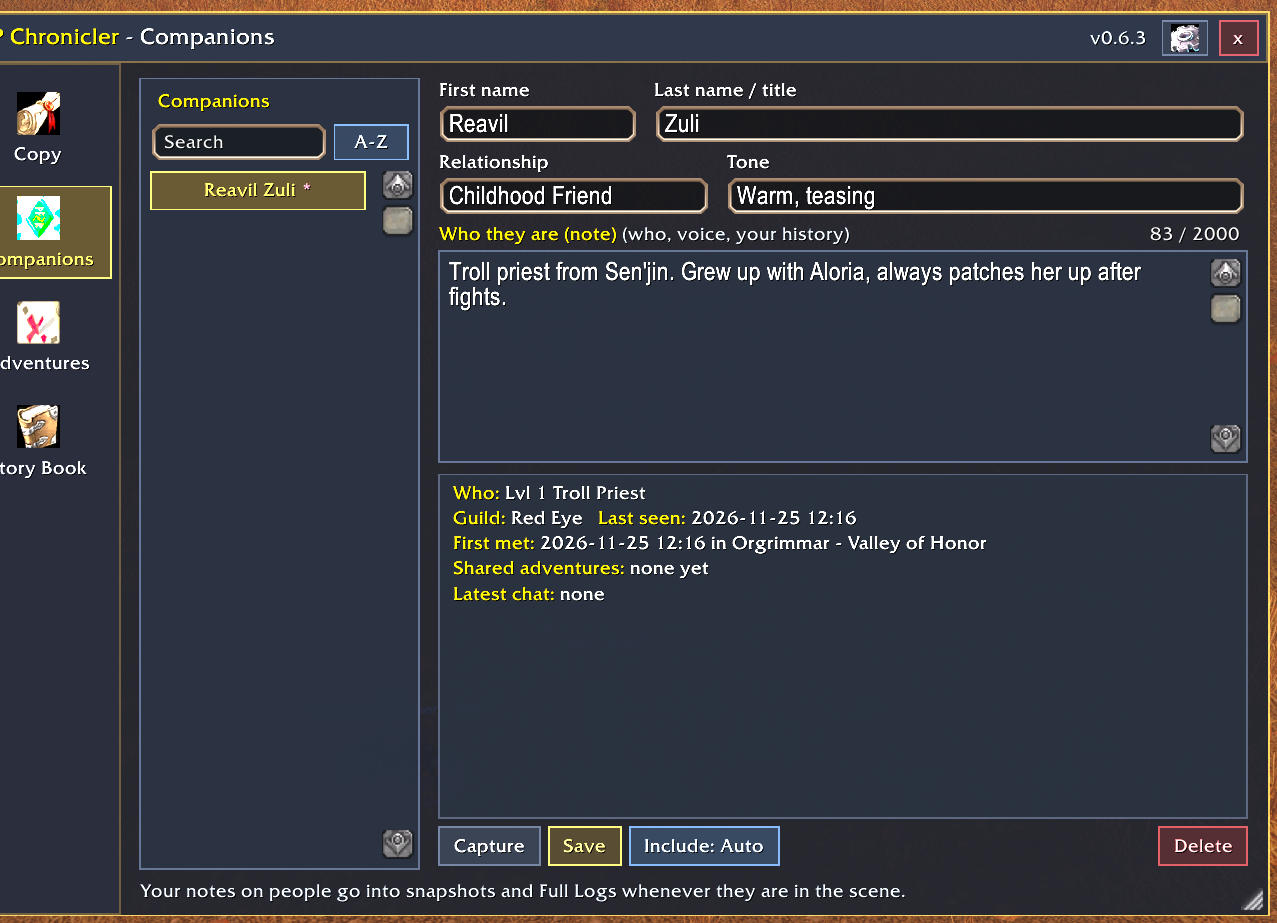 Chronicler - Companions
v0.6.3
x
Copy
ompanions
dventures
tory Book
Companions
Search
A-Z
Reavil Zuli *
First name
Last name / title
Reavil
Zuli
Relationship
Tone
Childhood Friend
Warm, teasing
Who they are (note) (who, voice, your history)
83 / 2000
Troll priest from Sen'jin. Grew up with Aloria, always patches her up after
fights.
Who: Lvl 1 Troll Priest
Guild: Red Eye Last seen: 2026-11-25 12:16
First met: 2026-11-25 12:16 in Orgrimmar - Valley of Honor
Shared adventures: none yet
Latest chat: none
Capture
Save
Include: Auto
Delete
Your notes on people go into snapshots and Full Logs whenever they are in the scene.